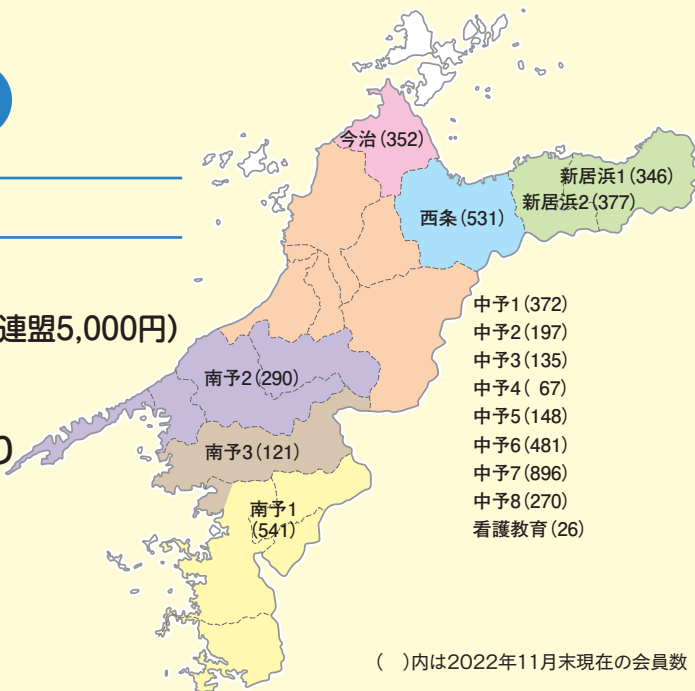 今治(352)
新居浜1(346)
新居浜2(377)
西条(531)
連盟5,000円)
中予1(372)
中予2(197)
中予3(135)
中予4( 67)
中予5(148)
中予6(481)
中予7(896)
中予8(270)
看護教育(26)
南予2(290)
南予3(121)
南予1
(541)
( )内は2022年11月末現在の会員数